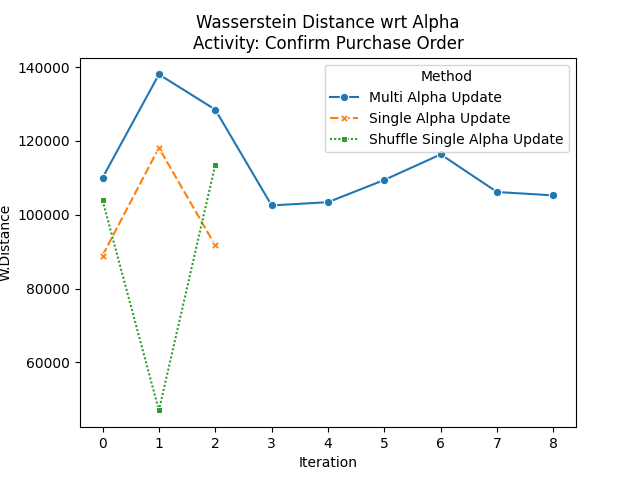 Wasserstein Distance wrt Alpha
Activity: Confirm Purchase Order
Method
Multi Alpha Update
Single Alpha Update
Shuffle Single Alpha Update
W.Distance
140000
120000
100000
80000
60000
0 1 2 3 4 5 6 7 8
Iteration